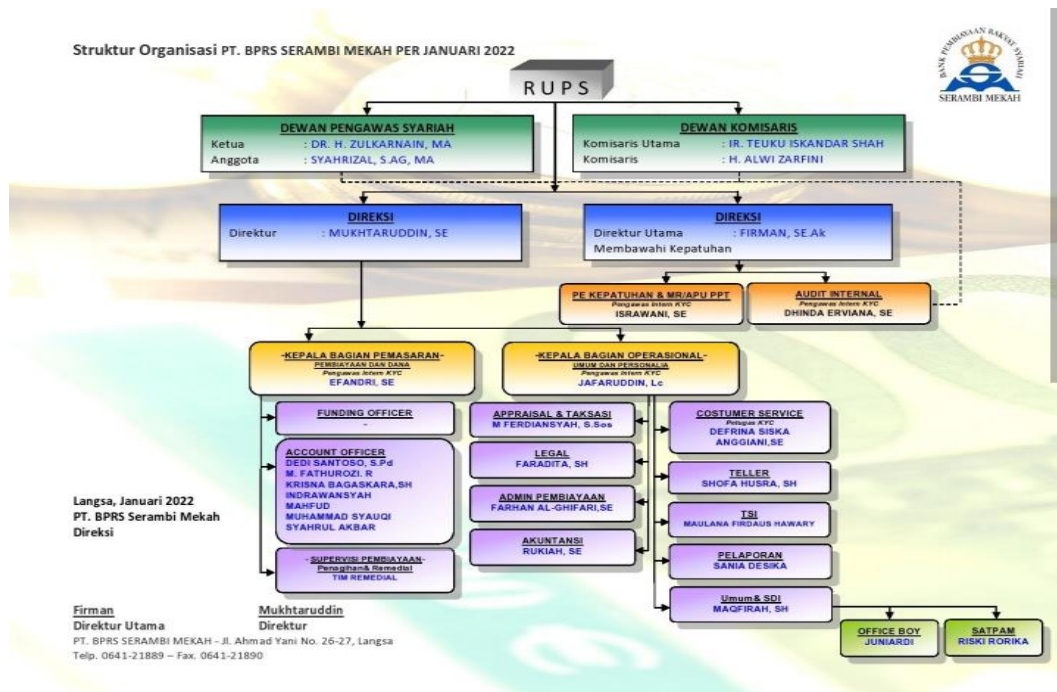 Struktur Organisasi PT. BPRS SERAMBI MEKAH PER JANUARI 2022
BANK PEMBIAYAAN RAKYAT SYARIAH
SERAMBI MEKAH
RUPS
DEWAN PENGAWAS SYARIAH
Ketua : DR. H. ZULKARNAIN, MA
Anggota : SYAHRIZAL, S.AG, MA
DEWAN KOMISARIS
Komisaris Utama : IR. TEUKU ISKANDAR SHAH
Komisaris : H. ALWI ZARFINI
DIREKSI
Direktur : MUKHTARUDDIN, SE
DIREKSI
Direktur Utama : FIRMAN, SE.Ak
Membawahi Kepatuhan
PE KEPATUHAN & MR/APU PPT
Pengawas Intern KYC
ISRAWANI, SE
AUDIT INTERNAL
Pengawas Intern KYC
DHINDA ERVIANA, SE
-KEPALA BAGIAN PEMASARAN-
PEMBIAYAAN DAN DANA
Pengawas Intern KYC
EFANDRI, SE
-KEPALA BAGIAN OPERASIONAL-
UMUM DAN PERSONALIA
Pengawas Intern KYC
JAFARUDDIN, Lc
FUNDING OFFICER
-
ACCOUNT OFFICER
DEDI SANTOSO, S.Pd
M. FATHUROZI. R
KRISNA BAGASKARA,SH
INDRAWANSYAH
MAHFUD
MUHAMMAD SYAUQI
SYAHRUL AKBAR
- SUPERVISI PEMBIAYAAN-
Penagihan& Remedial
TIM REMEDIAL
APPRAISAL & TAKSASI
M FERDIANSYAH, S.Sos
LEGAL
FARADITA, SH
ADMIN PEMBIAYAAN
FARHAN AL-GHIFARI,SE
AKUNTANSI
RUKIAH, SE
COSTUMER SERVICE
Petugas KYC
DEFRINA SISKA
ANGGIANI,SE
TELLER
SHOFA HUSRA, SH
TSI
MAULANA FIRDAUS HAWARY
PELAPORAN
SANIA DESIKA
Umum& SDI
MAQFIRAH, SH
OFFICE BOY
JUNIARDI
SATPAM
RISKI RORIKA
Langsa, Januari 2022
PT. BPRS Serambi Mekah
Direksi
Firman
Direktur Utama
Mukhtaruddin
Direktur
PT. BPRS SERAMBI MEKAH - Jl. Ahmad Yani No. 26-27, Langsa
Telp. 0641-21889 – Fax. 0641-21890